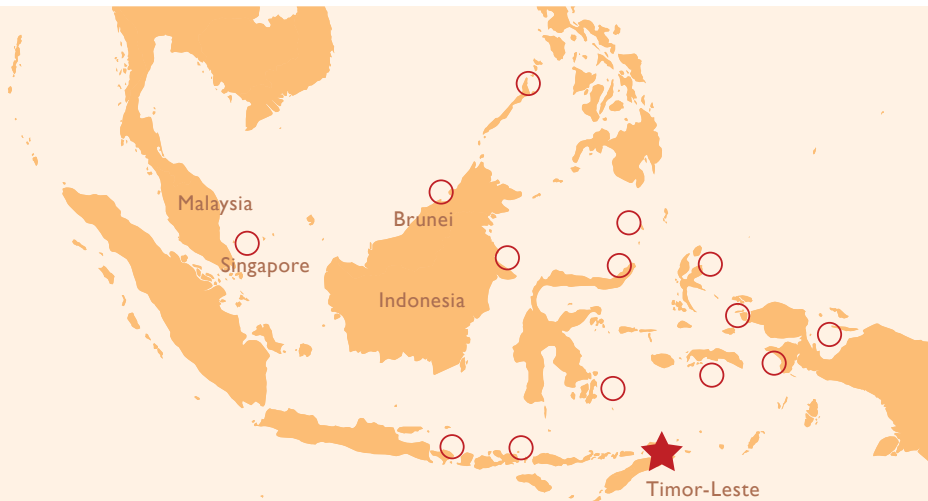 Malaysia
Brunei
Singapore
Indonesia
Timor-Leste